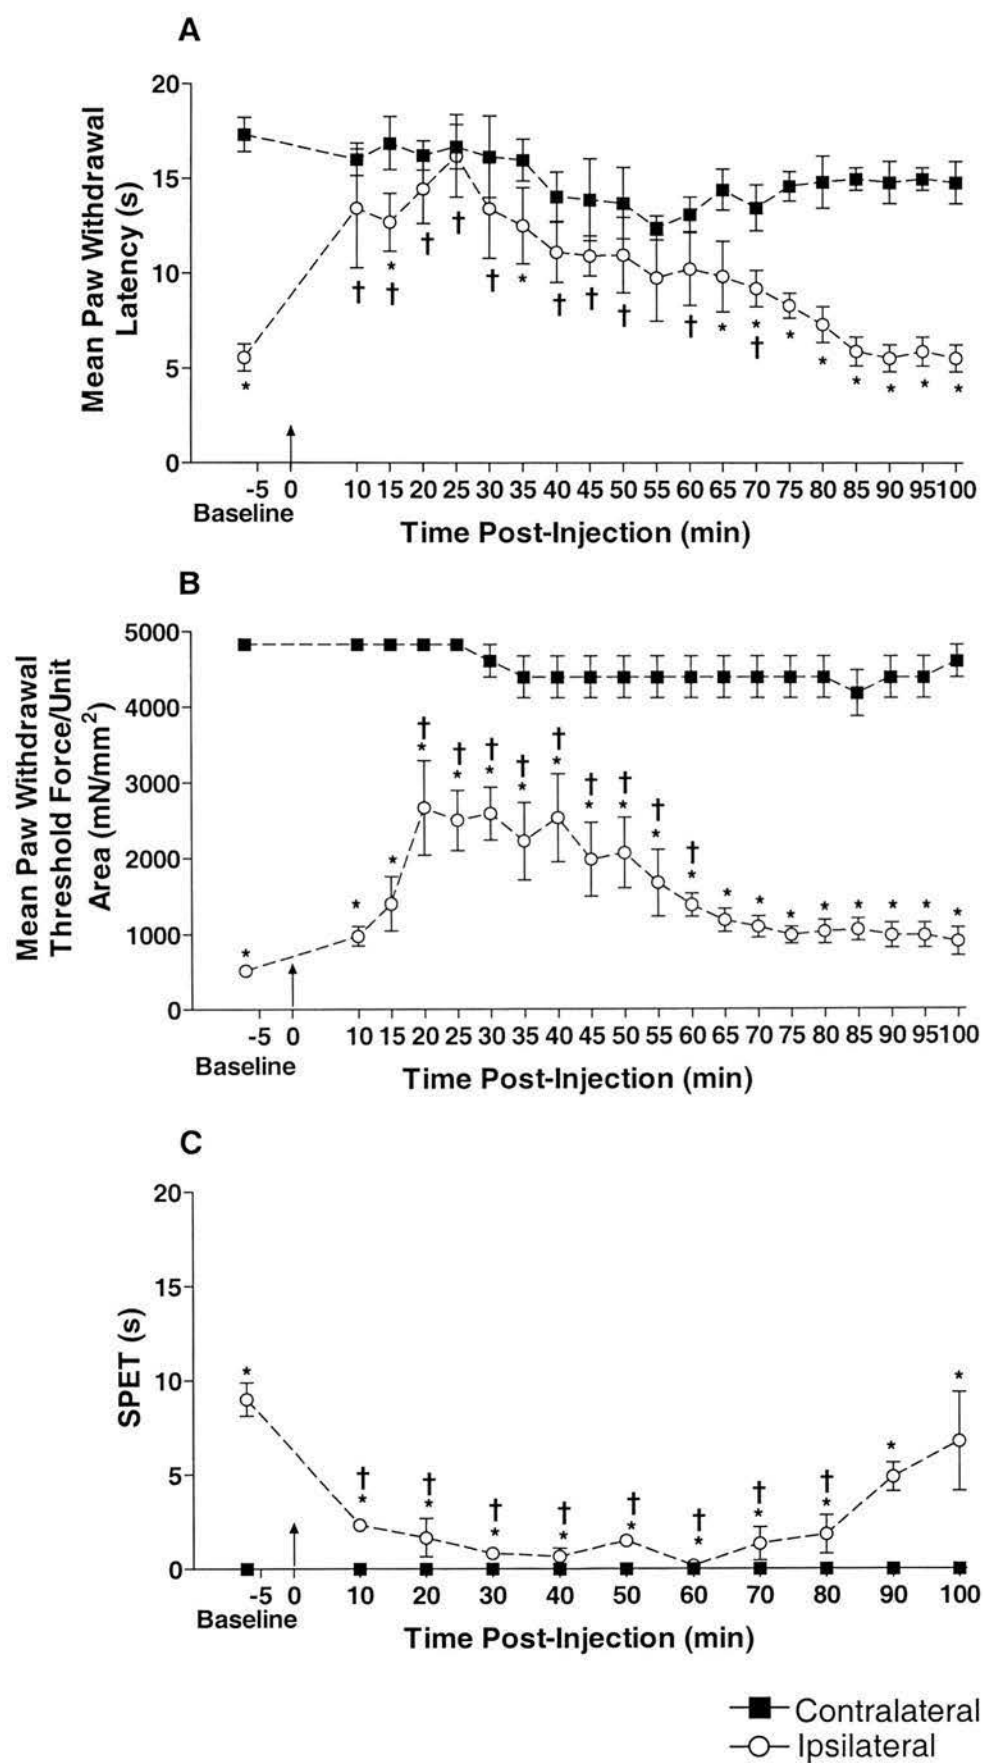 A
Mean Paw Withdrawal
Latency (s)
20
15
10
5
0
† † * † † † * † † † † * * † * * * * * * *
-5 0 10 15 20 25 30 35 40 45 50 55 60 65 70 75 80 85 90 95 100
Baseline
Time Post-Injection (min)
B
Mean Paw Withdrawal
Threshold Force/Unit
Area (mN/mm²)
5000
4000
3000
2000
1000
0
-5 0 10 15 20 25 30 35 40 45 50 55 60 65 70 75 80 85 90 95 100
Baseline
Time Post-Injection (min)
C
SPET (s)
20
15
10
5
0
-5 0 10 20 30 40 50 60 70 80 90 100
Baseline
Time Post-Injection (min)
Contralateral
Ipsilateral